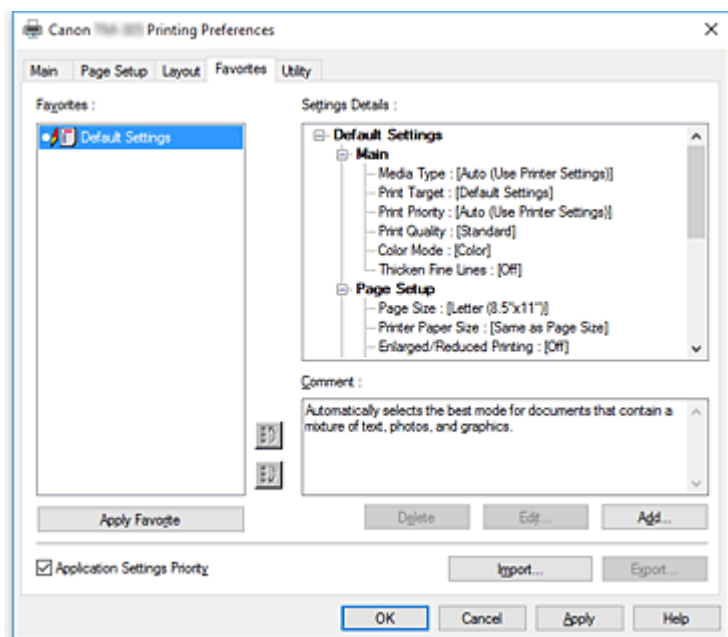 Canon Printing Preferences
Main Page Setup Layout Favorites Utility
Favorites :
Default Settings
Settings Details :
Default Settings
Main
Media Type : [Auto (Use Printer Settings)]
Print Target : [Default Settings]
Print Priority : [Auto (Use Printer Settings)]
Print Quality : [Standard]
Color Mode : [Color]
Thicken Fine Lines : [Off]
Page Setup
Page Size : [Letter (8.5"x11")]
Printer Paper Size : [Same as Page Size]
Enlarged/Reduced Printing : [Off]
Comment :
Automatically selects the best mode for documents that contain a
mixture of text, photos, and graphics.
Apply Favorite
Delete Edit... Add...
Application Settings Priority
Import... Export...
OK Cancel Apply Help